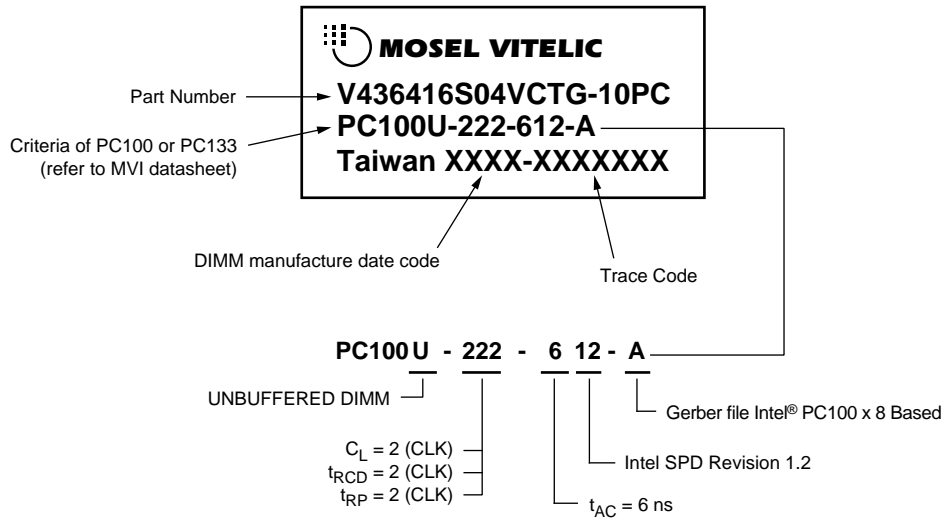 MOSEL VITELIC
Part Number
V436416S04VCTG-10PC
Criteria of PC100 or PC133
(refer to MVI datasheet)
PC100U-222-612-A
Taiwan XXXX-XXXXXXX
DIMM manufacture date code
Trace Code
PC100 U - 222 - 6 12 - A
UNBUFFERED DIMM
Gerber file Intel® PC100 x 8 Based
CL = 2 (CLK)
tRCD = 2 (CLK)
tRP = 2 (CLK)
Intel SPD Revision 1.2
tAC = 6 ns